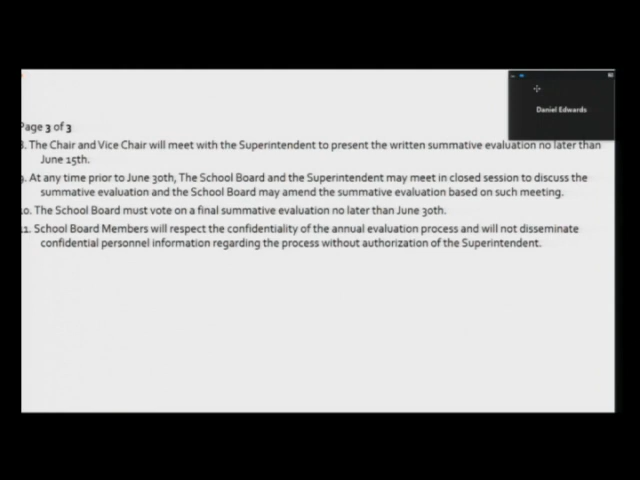 Daniel Edwards
Page 3 of 3
8. The Chair and Vice Chair will meet with the Superintendent to present the written summative evaluation no later than
June 15th.
9. At any time prior to June 30th, The School Board and the Superintendent may meet in closed session to discuss the
summative evaluation and the School Board may amend the summative evaluation based on such meeting.
10. The School Board must vote on a final summative evaluation no later than June 30th.
11. School Board Members will respect the confidentiality of the annual evaluation process and will not disseminate
confidential personnel information regarding the process without authorization of the Superintendent.